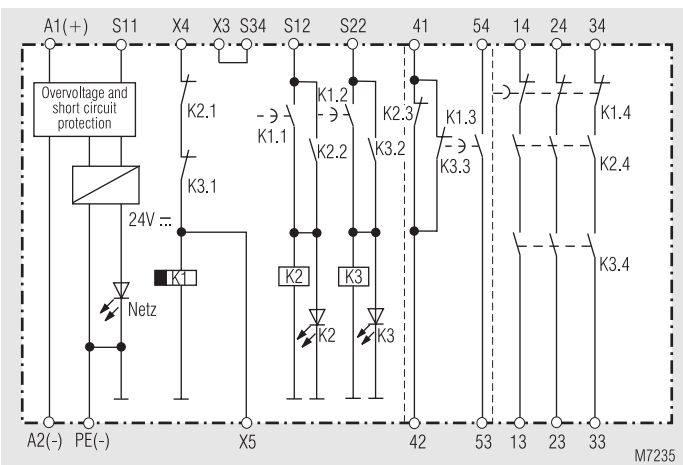 A1(+) S11 X4 X3 S34 S12 S22 41 54 14 24 34
Overvoltage and
short circuit
protection
K2.1
K1.1
K1.2
K2.2
K3.2
K2.3
K1.3
K3.3
K1.4
K2.4
K3.1
24V
K3.4
K1
K2
K3
Netz
K2
K3
A2(-) PE(-) X5 42 53 13 23 33
M7235